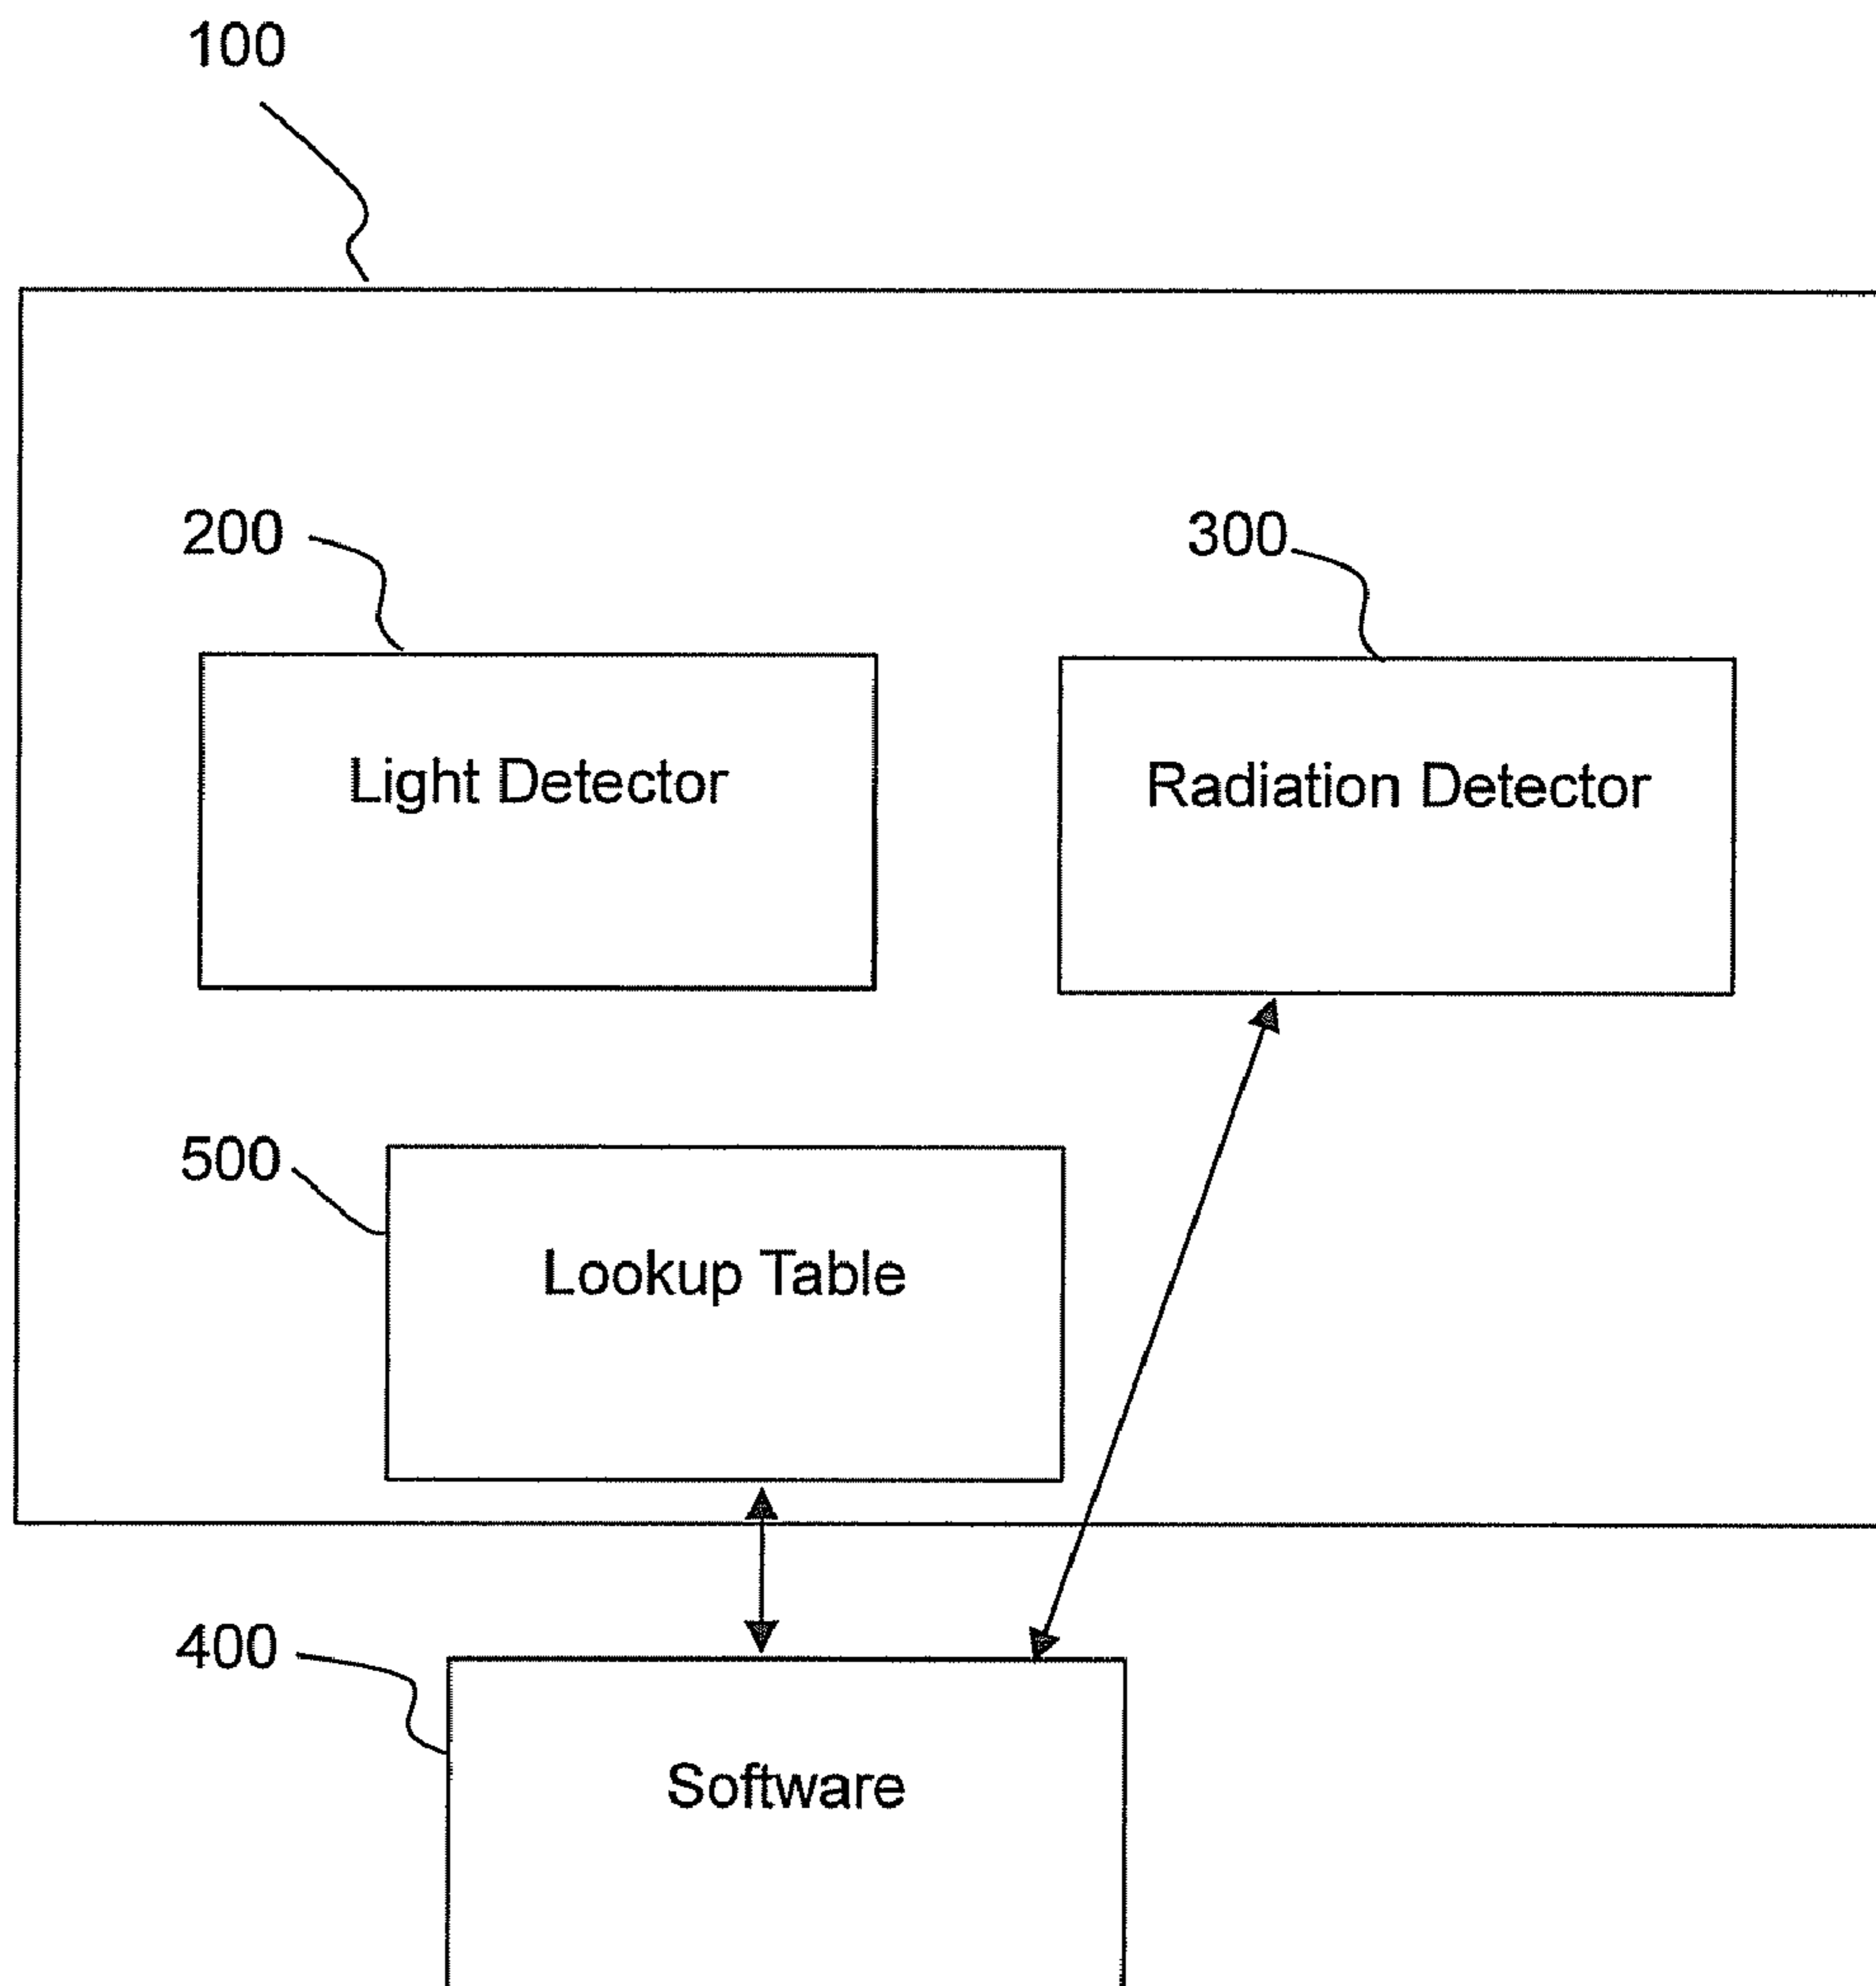 100
200
300
Light Detector
Radiation Detector
500
Lookup Table
400
Software